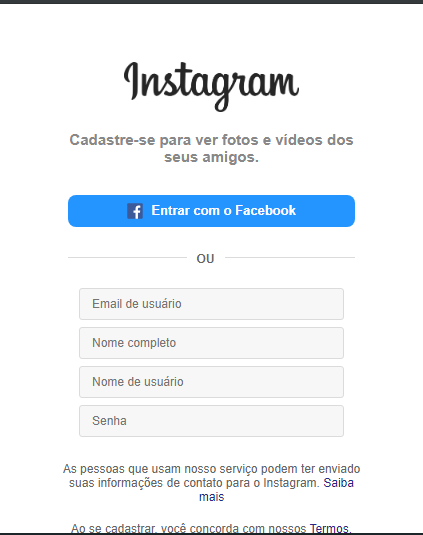 Instagram
Cadastre-se para ver fotos e vídeos dos
seus amigos.
Entrar com o Facebook
OU
Email de usuário
Nome completo
Nome de usuário
Senha
As pessoas que usam nosso serviço podem ter enviado
suas informações de contato para o Instagram. Saiba
mais
Ao se cadastrar, você concorda com nossos Termos,